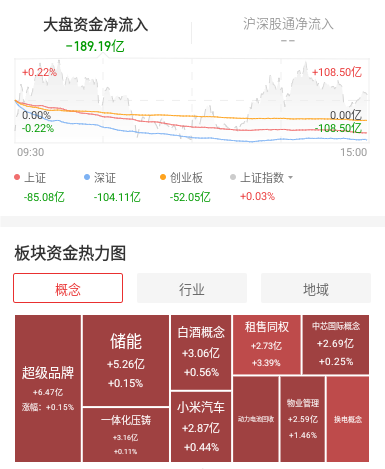 大盘资金净流入
沪深股通净流入
-189.19亿
--
+0.22%
+108.50亿
0.00%
0.00亿
-0.22%
-108.50亿
09:30
15:00
上证
深证
创业板
上证指数
-85.08亿
-104.11亿
-52.05亿
+0.03%
板块资金热力图
概念
行业
地域
超级品牌
+6.47亿
涨幅：+0.15%
储能
+5.26亿
+0.15%
一体化压铸
+3.16亿
+0.11%
白酒概念
+3.06亿
+0.56%
小米汽车
+2.87亿
+0.44%
租售同权
+2.73亿
+3.39%
中芯国际概念
+2.69亿
+0.25%
动力电池回收
物业管理
+2.59亿
+1.46%
换电概念